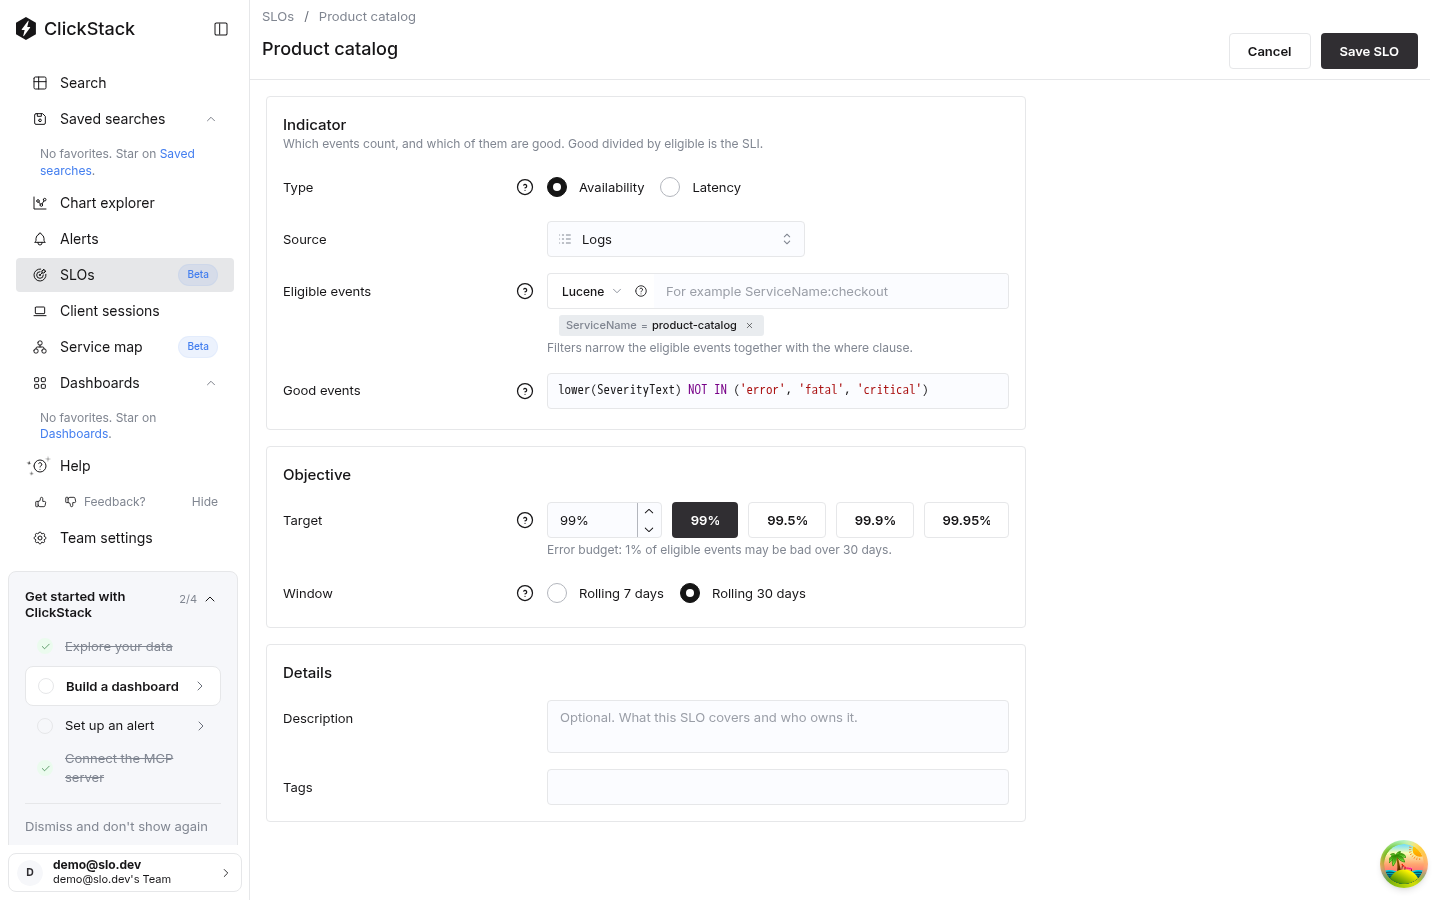 ClickStack
Search
Saved searches
No favorites. Star on Saved
searches.
Chart explorer
Alerts
SLOs
Beta
Client sessions
Service map
Beta
Dashboards
No favorites. Star on
Dashboards.
Help
Feedback?
Hide
Team settings
Get started with
ClickStack
2/4
Explore your data
Build a dashboard
Set up an alert
Connect the MCP
server
Dismiss and don't show again
D
demo@slo.dev
demo@slo.dev's Team
SLOs / Product catalog
Product catalog
Cancel
Save SLO
Indicator
Which events count, and which of them are good. Good divided by eligible is the SLI.
Type
Availability
Latency
Source
Logs
Eligible events
Lucene
For example ServiceName:checkout
ServiceName = product-catalog ×
Filters narrow the eligible events together with the where clause.
Good events
lower(SeverityText) NOT IN ('error', 'fatal', 'critical')
Objective
Target
99%
99%
99.5%
99.9%
99.95%
Error budget: 1% of eligible events may be bad over 30 days.
Window
Rolling 7 days
Rolling 30 days
Details
Description
Optional. What this SLO covers and who owns it.
Tags